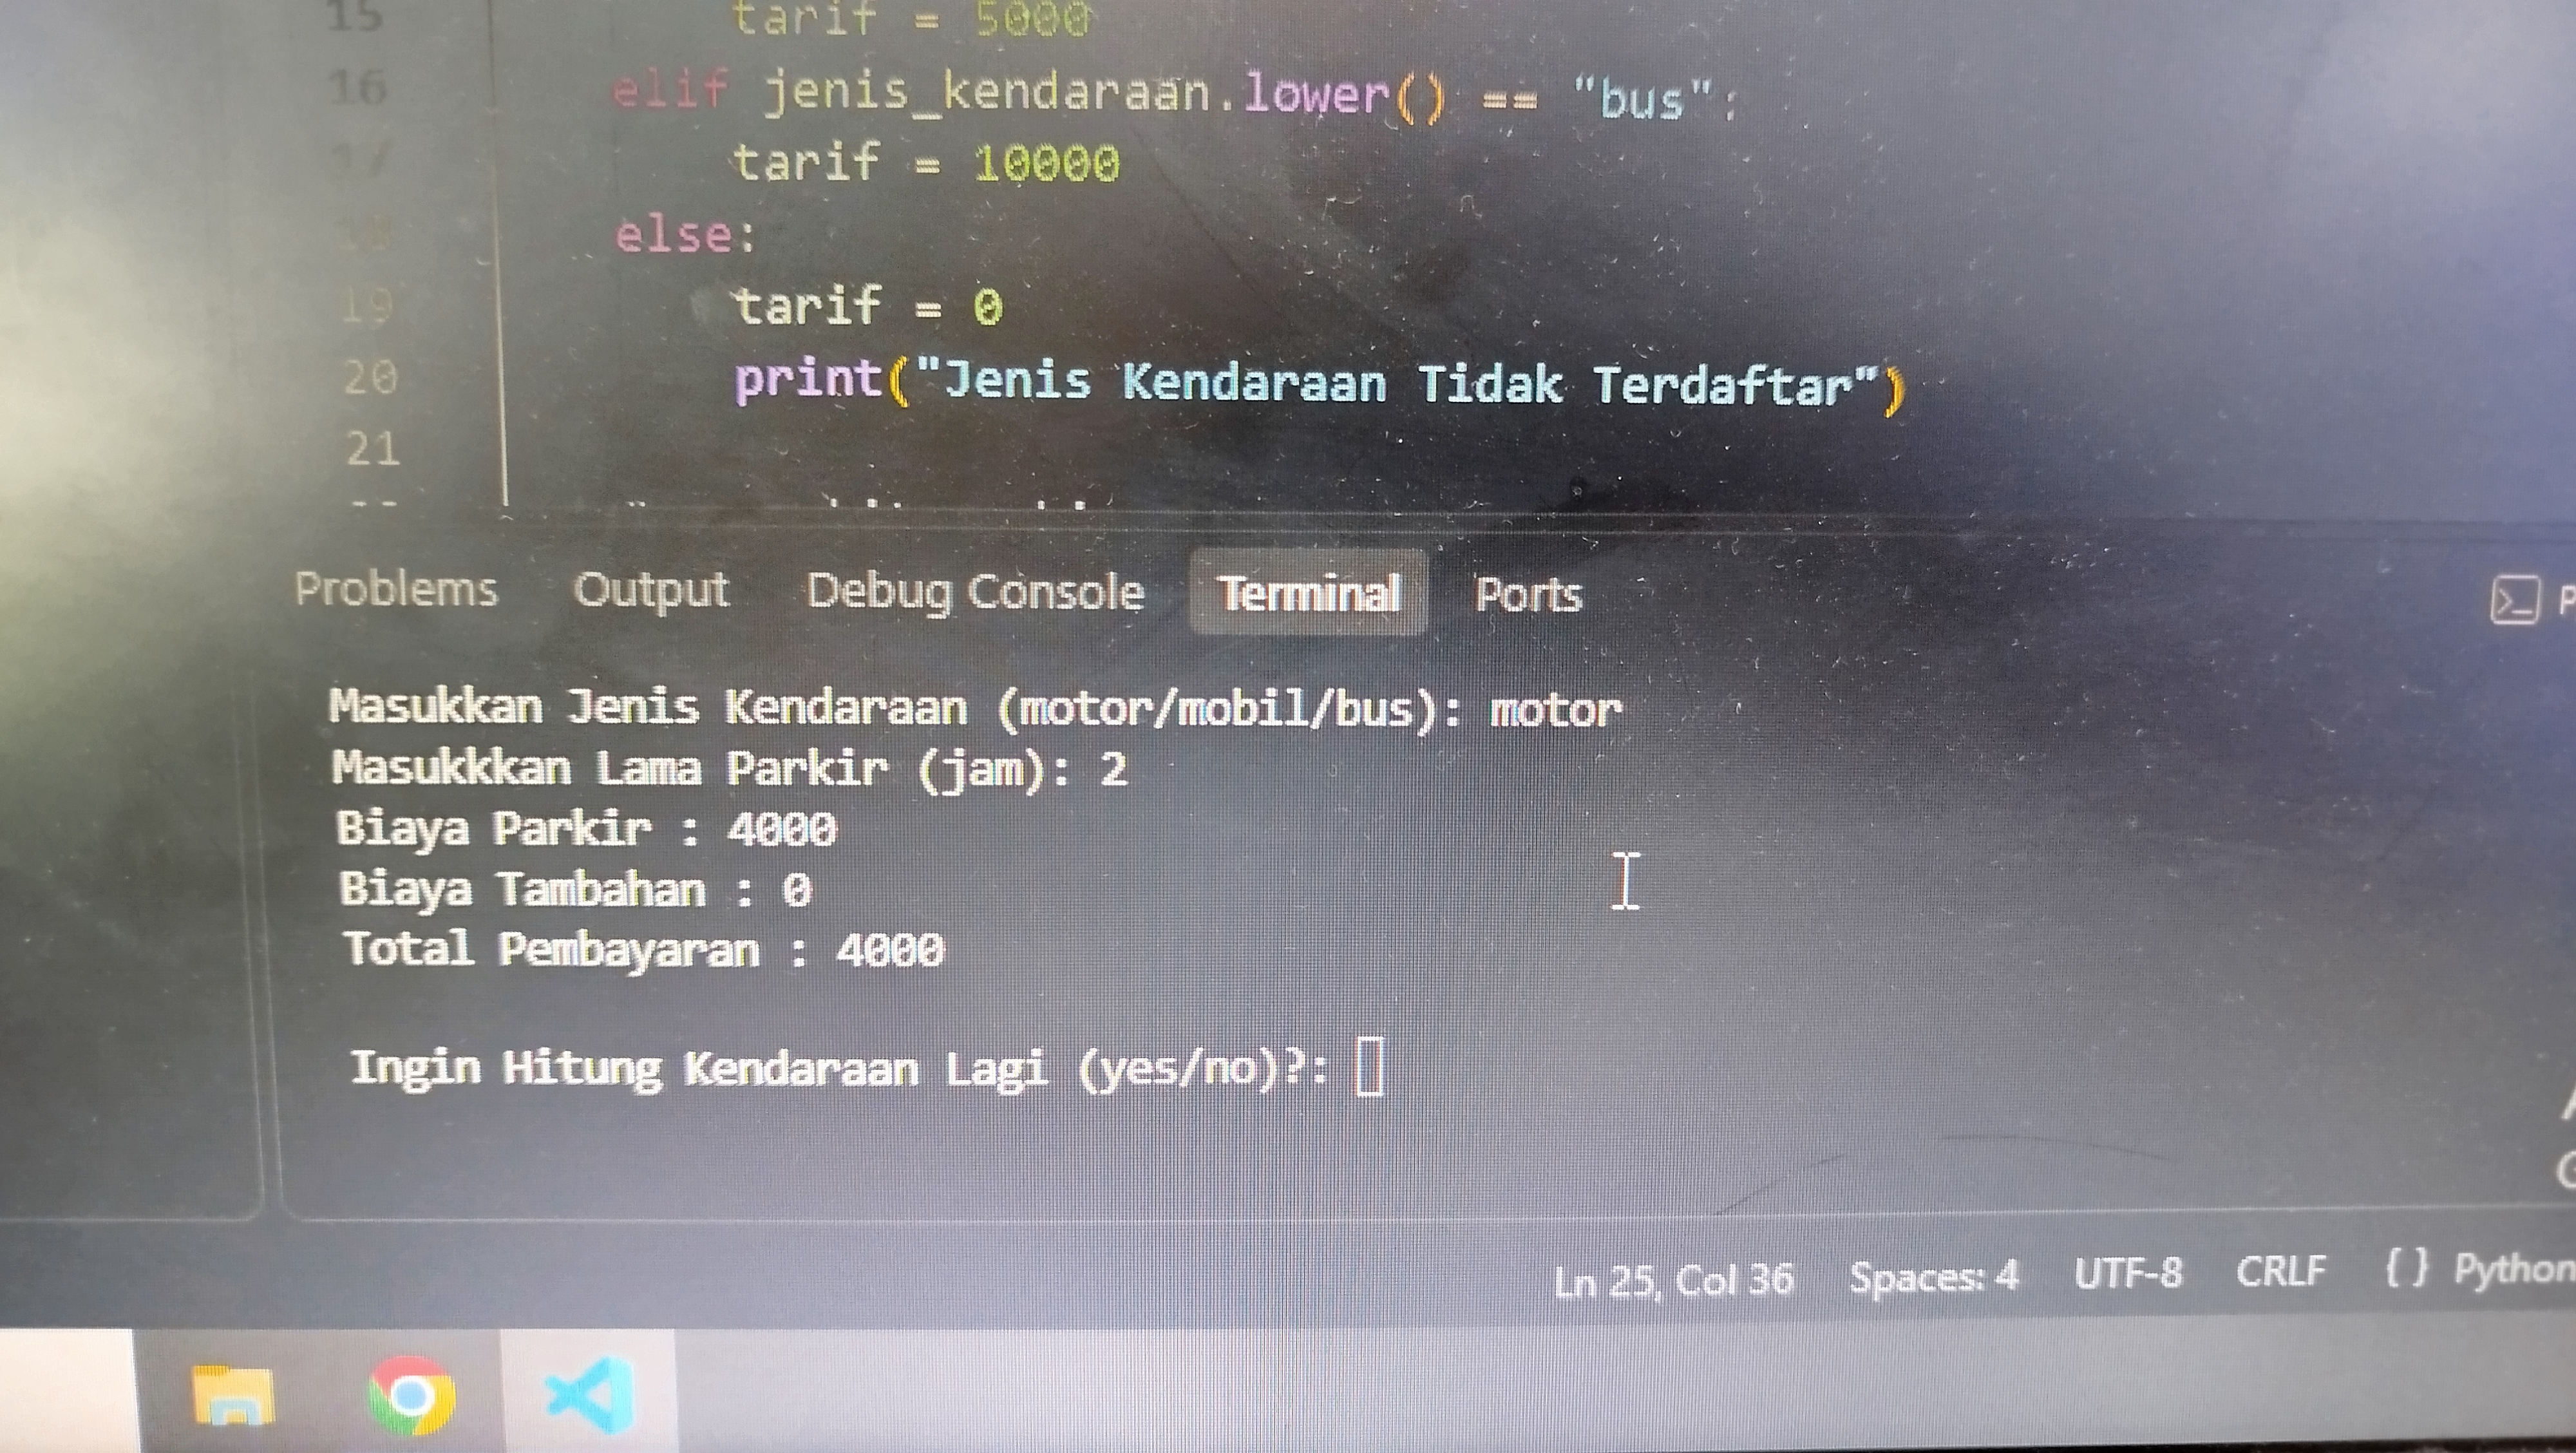 15 tarif = 5000
16 elif jenis_kendaraan.lower() == "bus":
17 tarif = 10000
18 else:
19 tarif = 0
20 print("Jenis Kendaraan Tidak Terdaftar")
21
Problems Output Debug Console Terminal Ports
Masukkan Jenis Kendaraan (motor/mobil/bus): motor
Masukkkan Lama Parkir (jam): 2
Biaya Parkir : 4000
Biaya Tambahan : 0
Total Pembayaran : 4000
Ingin Hitung Kendaraan Lagi (yes/no)?:
Ln 25, Col 36 Spaces: 4 UTF-8 CRLF { } Python